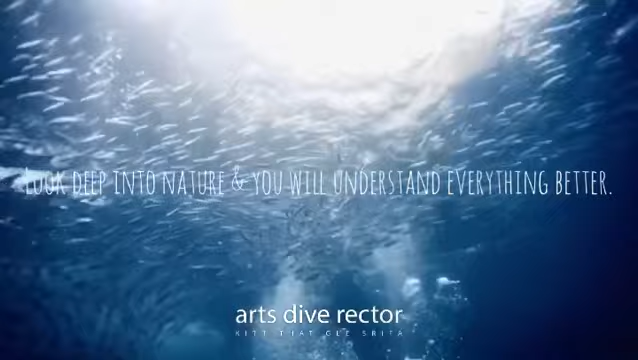 LOOK DEEP INTO NATURE & YOU WILL UNDERSTAND EVERYTHING BETTER.
arts dive rector